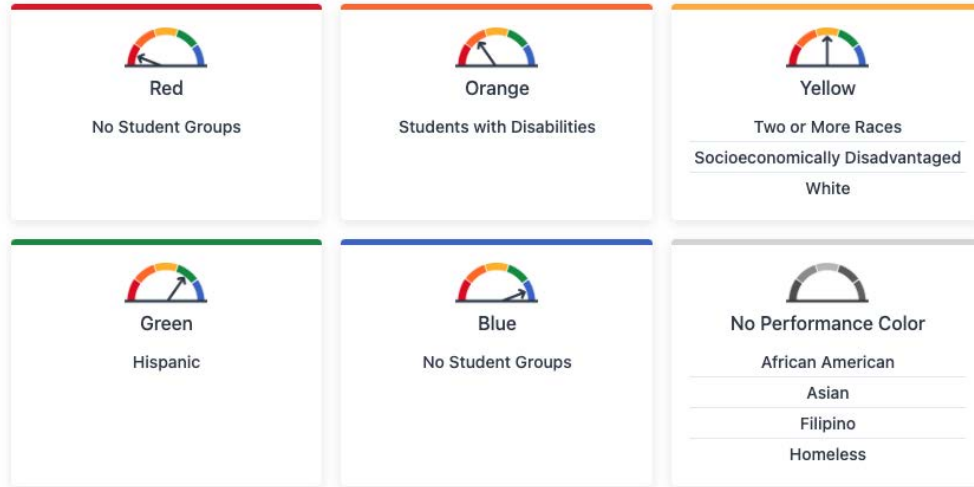 Red
No Student Groups
Orange
Students with Disabilities
Yellow
Two or More Races
Socioeconomically Disadvantaged
White
Green
Hispanic
Blue
No Student Groups
No Performance Color
African American
Asian
Filipino
Homeless